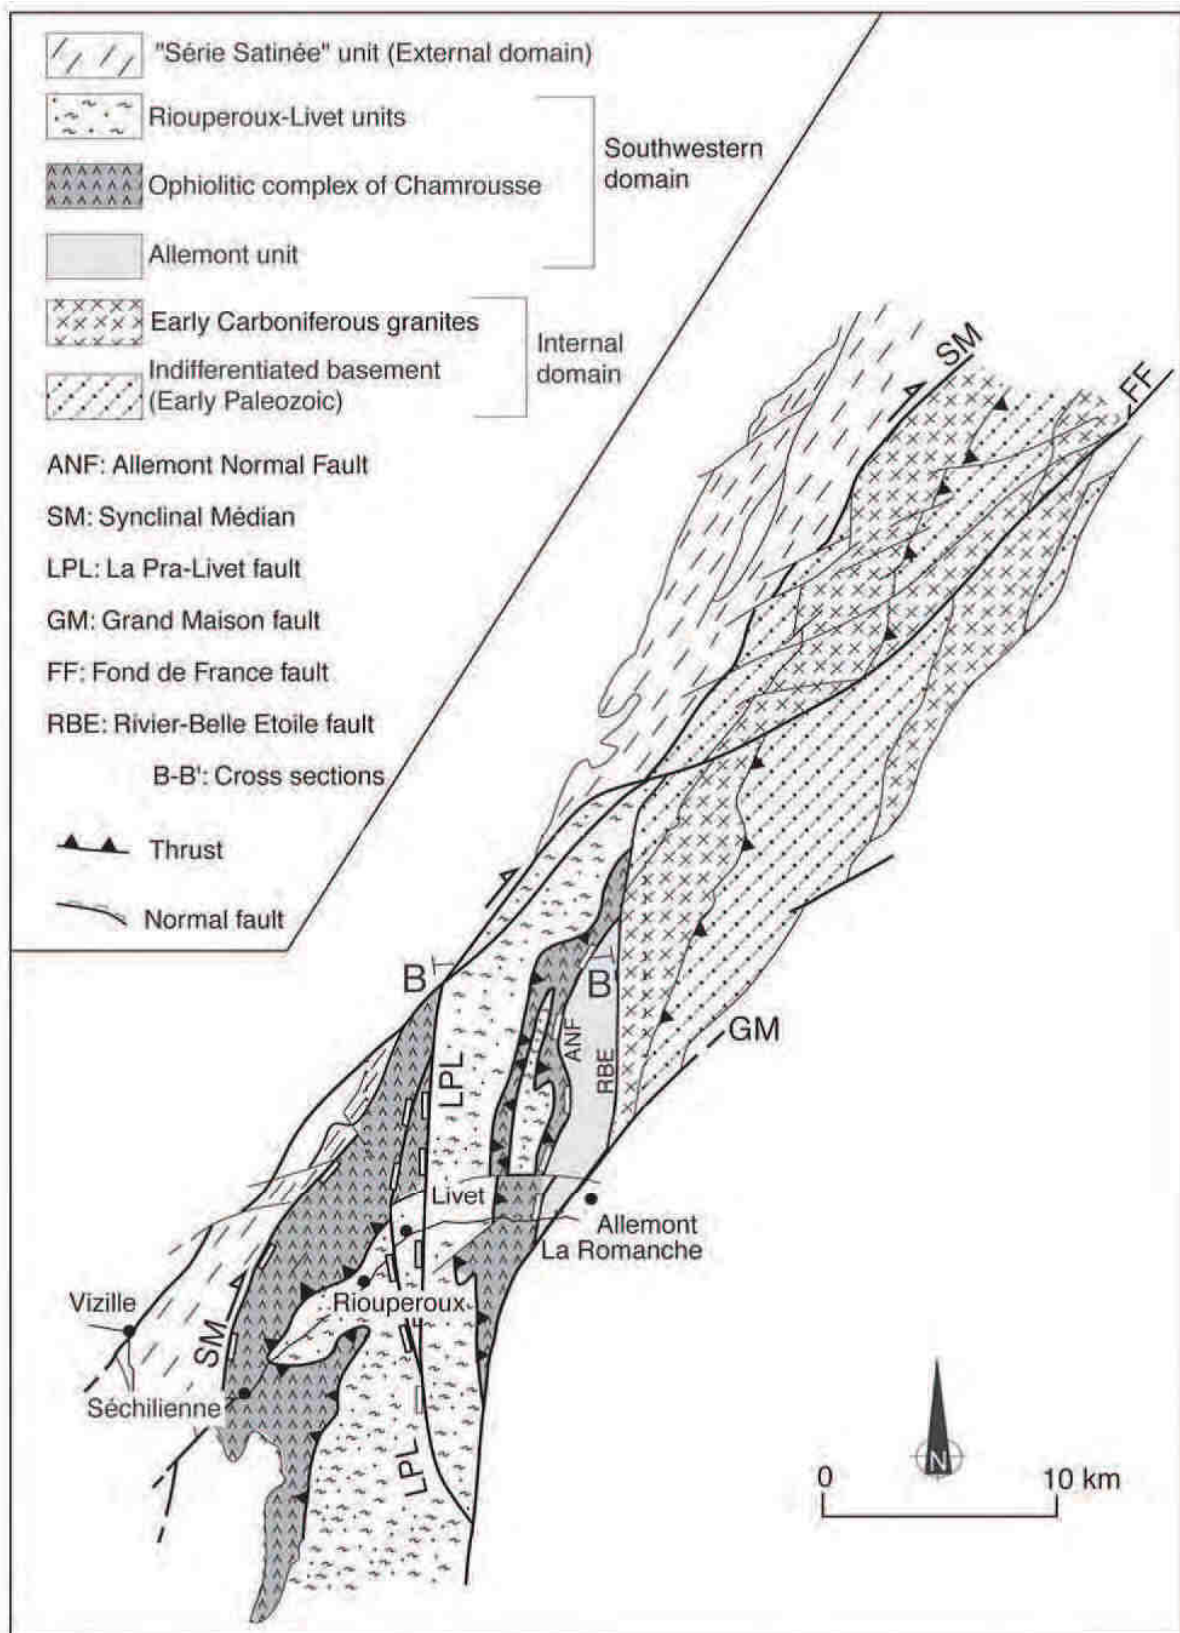 "Série Satinée" unit (External domain)
Riouperoux-Livet units
Southwestern
domain
Ophiolitic complex of Chamrousse
Allemont unit
Early Carboniferous granites
Internal
domain
Indifferentiated basement
(Early Paleozoic)
ANF: Allemont Normal Fault
SM: Synclinal Médian
LPL: La Pra-Livet fault
GM: Grand Maison fault
FF: Fond de France fault
RBE: Rivier-Belle Etoile fault
B-B': Cross sections
Thrust
Normal fault
SM
FF
B
B'
ANF
RBE
LPL
GM
Livet
Allemont
La Romanche
Riouperoux
Vizille
SM
Séchilienne
LPL
N
0 10 km